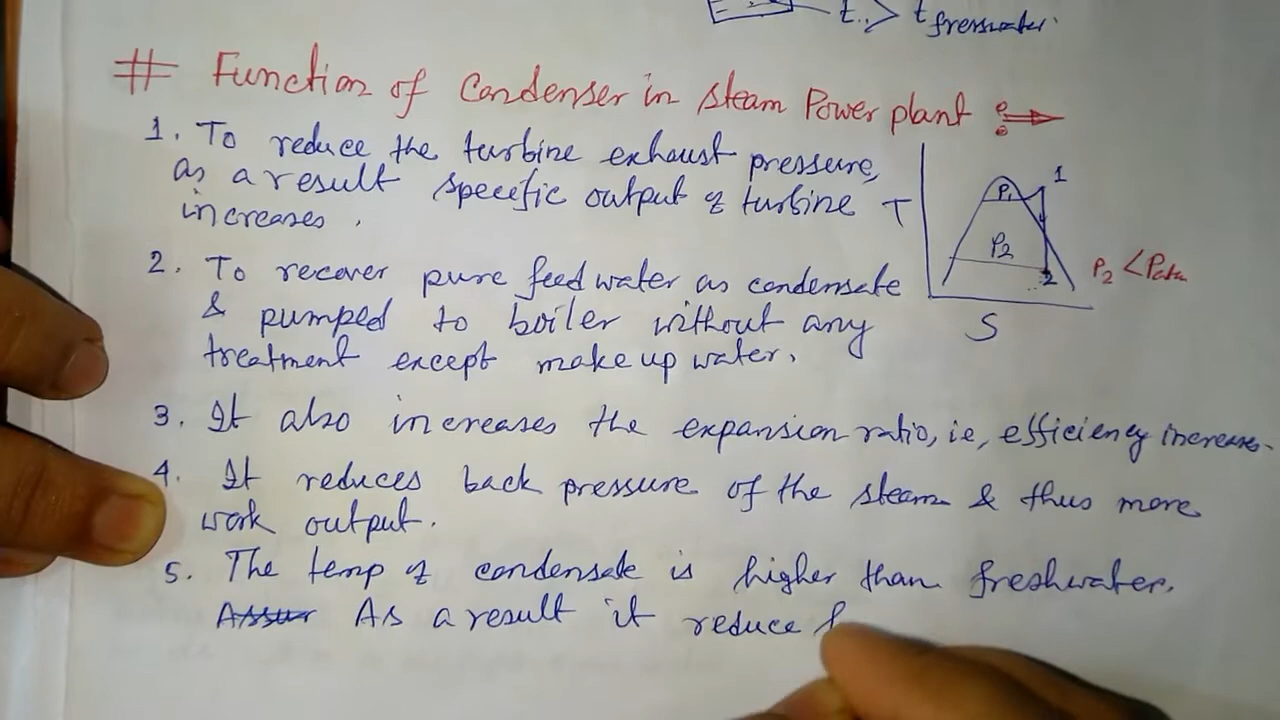 t.. > t freshwater.
# Function of Condenser in Steam Power plant :⇒
1. To reduce the turbine exhaust pressure,
as a result specific output of turbine
increases.
T
P1
1
P2
2
S
P2 < Patm
2. To recover pure feed water as condensate
& pumped to boiler without any
treatment except make up water.
3. It also increases the expansion ratio, ie, efficiency increases.
4. It reduces back pressure of the steam & thus more
work output.
5. The temp of condensate is higher than freshwater.
As a result it reduce f